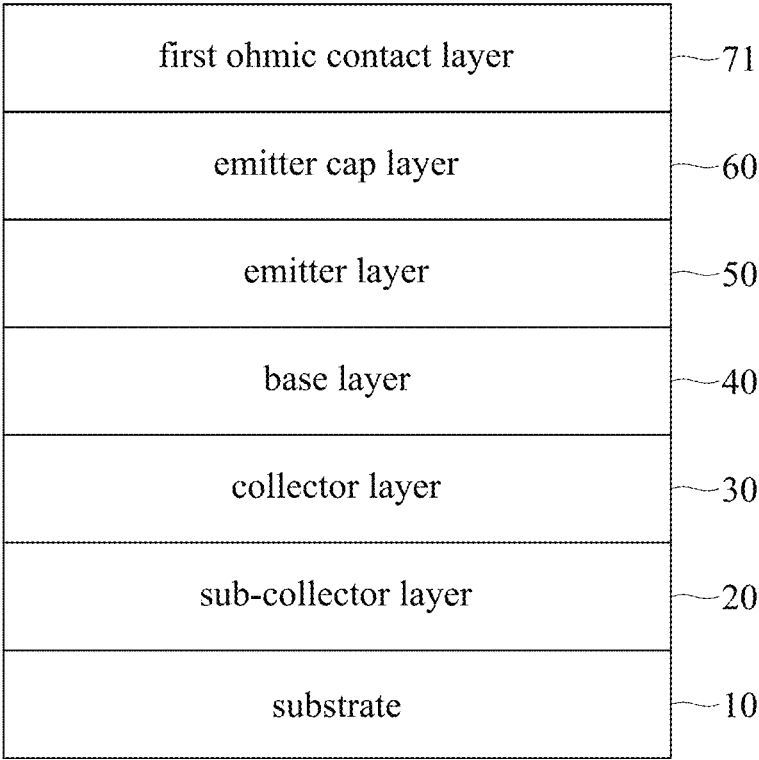 first ohmic contact layer 71
emitter cap layer 60
emitter layer 50
base layer 40
collector layer 30
sub-collector layer 20
substrate 10